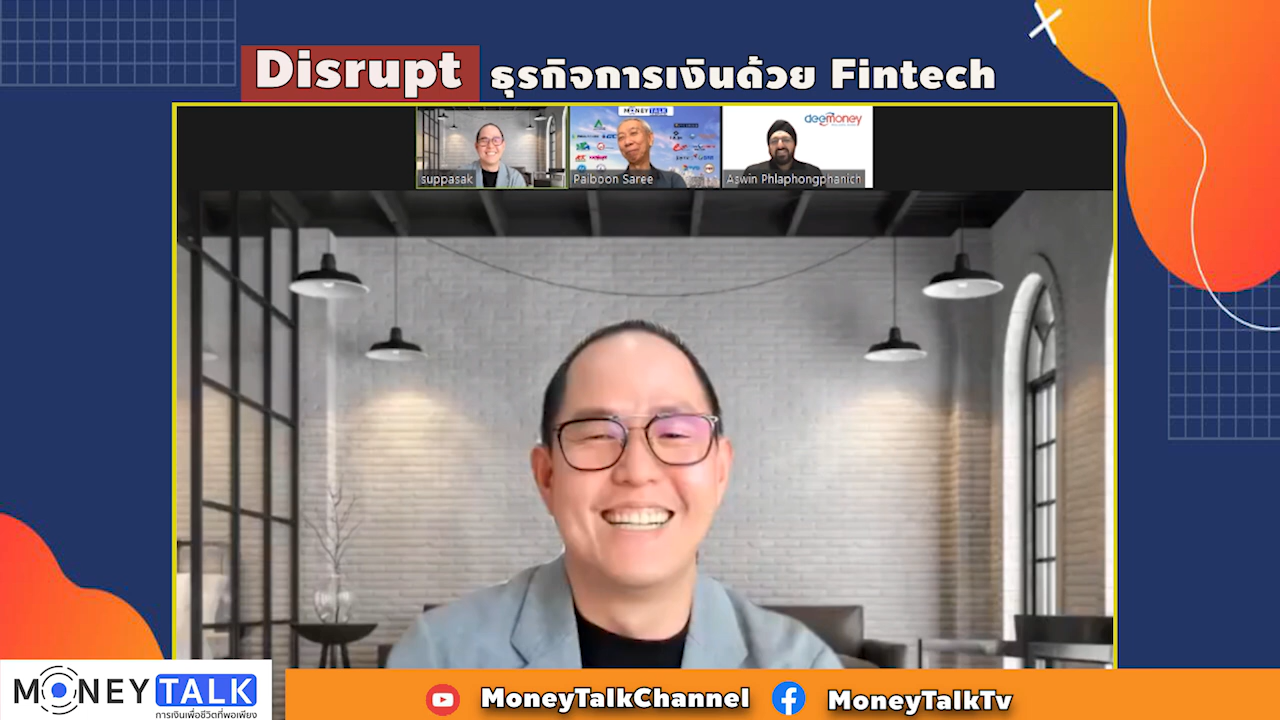 Disrupt ธุรกิจการเงินด้วย Fintech
MONEY TALK
deemoney
suppasak
Paiboon Saree
Aswin Phlaphongphanich
MONEY TALK
การเงินเพื่อชีวิตที่พอเพียง
MoneyTalkChannel
MoneyTalkTv